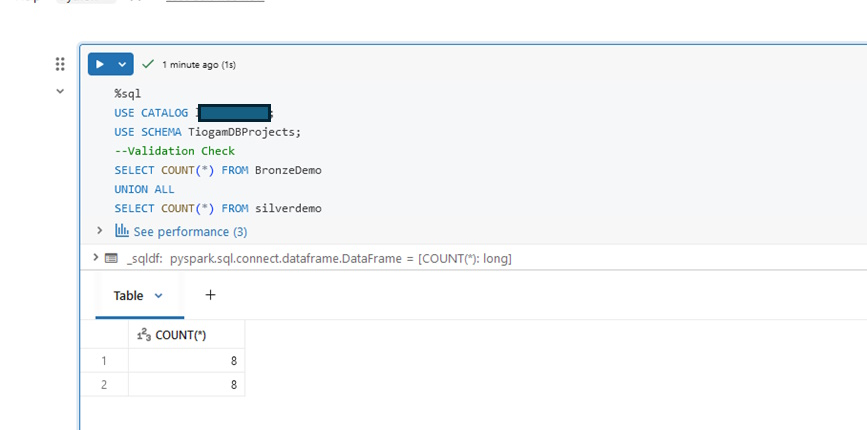 1 minute ago (1s)
%sql
USE CATALOG ;
USE SCHEMA TiogamDBProjects;
--Validation Check
SELECT COUNT(*) FROM BronzeDemo
UNION ALL
SELECT COUNT(*) FROM silverdemo
See performance (3)
_sqldf: pyspark.sql.connect.dataframe.DataFrame = [COUNT(*): long]
Table
+
123 COUNT(*)
1 8
2 8